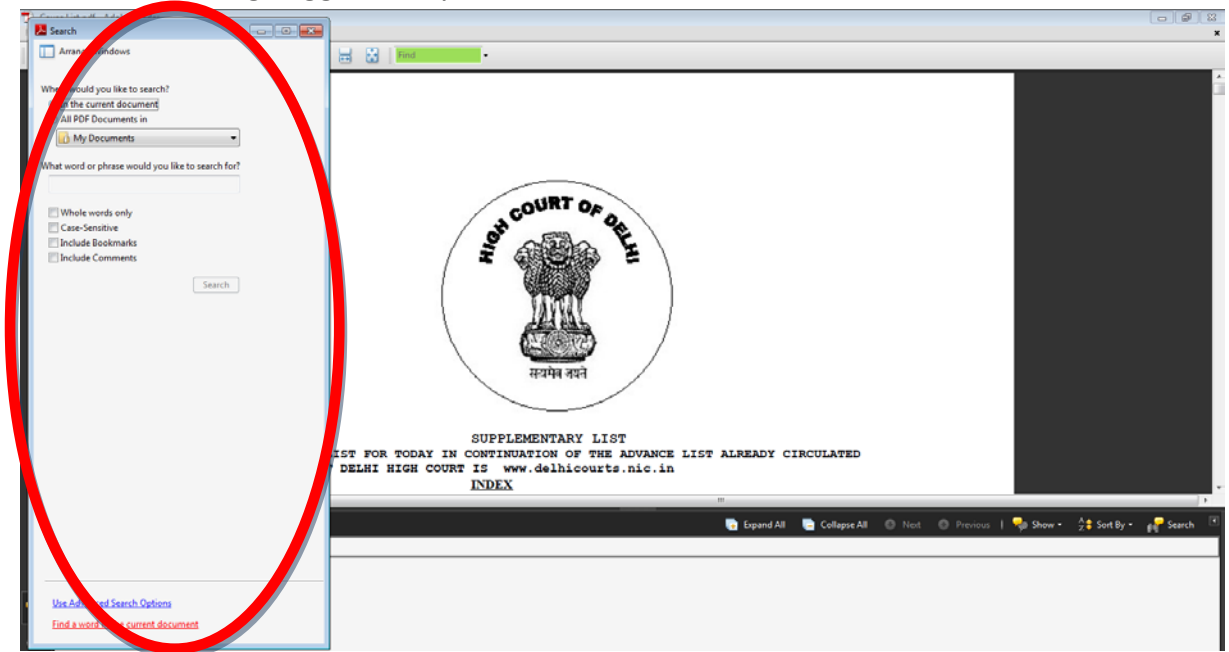 Search
Arrange Windows
Find
Where would you like to search?
In the current document
All PDF Documents in
My Documents
What word or phrase would you like to search for?
Whole words only
Case-Sensitive
Include Bookmarks
Include Comments
Search
Use Advanced Search Options
Find a word in the current document
HIGH COURT OF DELHI
सत्यमेव जयते
SUPPLEMENTARY LIST
IST FOR TODAY IN CONTINUATION OF THE ADVANCE LIST ALREADY CIRCULATED
DELHI HIGH COURT IS www.delhicourts.nic.in
INDEX
Expand All Collapse All Next Previous Show Sort By Search